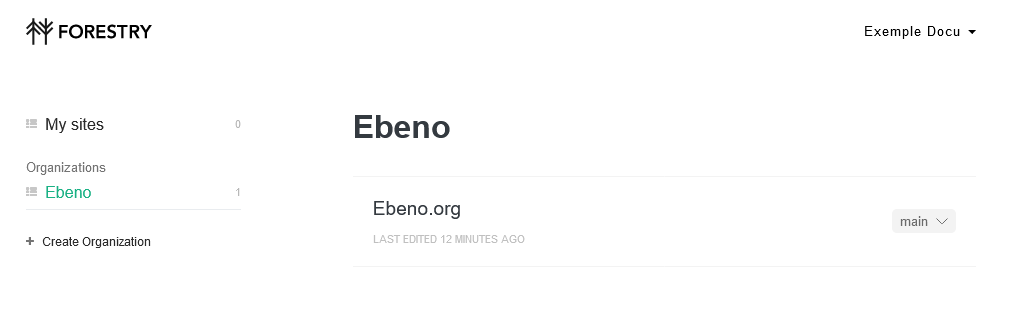 FORESTRY
Exemple Docu
My sites 0
Organizations
Ebeno 1
+ Create Organization
Ebeno
Ebeno.org
LAST EDITED 12 MINUTES AGO
main